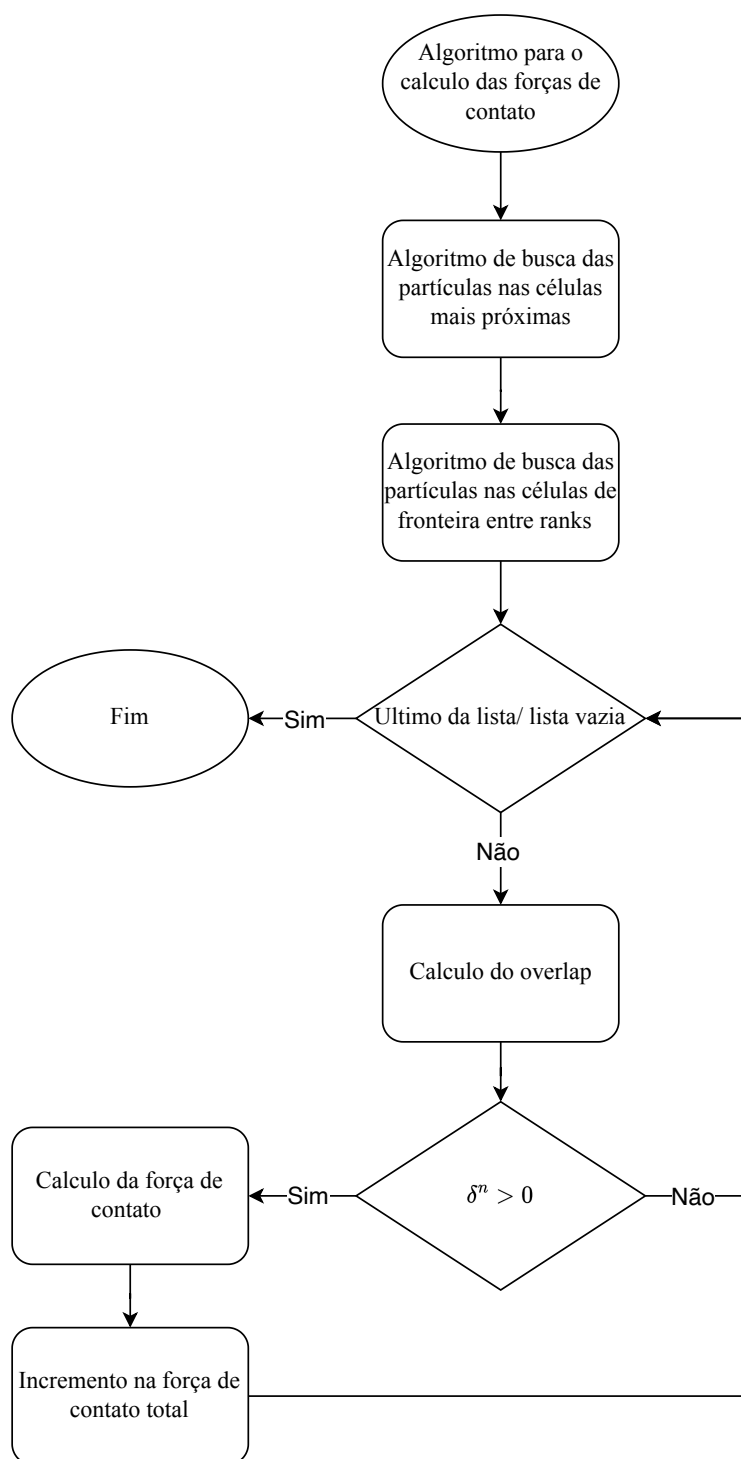 Algoritmo para o
calculo das forças de
contato
Algoritmo de busca das
partículas nas células
mais próximas
Algoritmo de busca das
partículas nas células de
fronteira entre ranks
Fim
Sim
Ultimo da lista/ lista vazia
Não
Calculo do overlap
Calculo da força de
contato
Sim
δⁿ > 0
Não
Incremento na força de
contato total